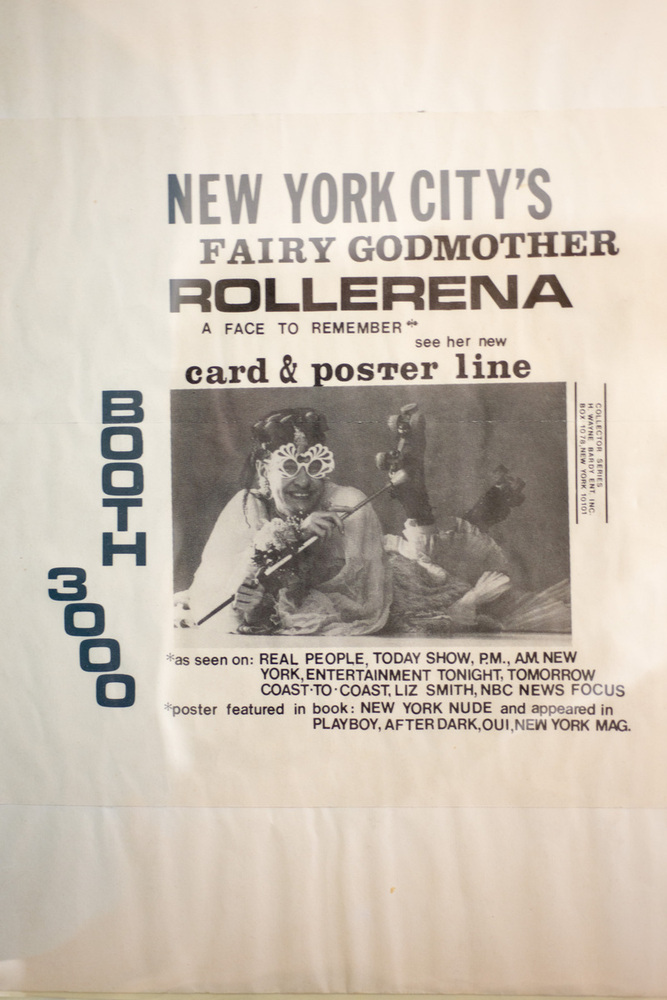 NEW YORK CITY'S
FAIRY GODMOTHER
ROLLERENA
A FACE TO REMEMBER*
see her new
card & poster line
BOOTH
3000
COLLECTOR SERIES
H. WAYNE BARDY ENT. INC.
BOX 1078, NEW YORK 10101
*as seen on: REAL PEOPLE, TODAY SHOW, P.M., A.M. NEW
YORK, ENTERTAINMENT TONIGHT, TOMORROW
COAST·TO·COAST, LIZ SMITH, NBC NEWS FOCUS
*poster featured in book: NEW YORK NUDE and appeared in
PLAYBOY, AFTER DARK, OUI, NEW YORK MAG.